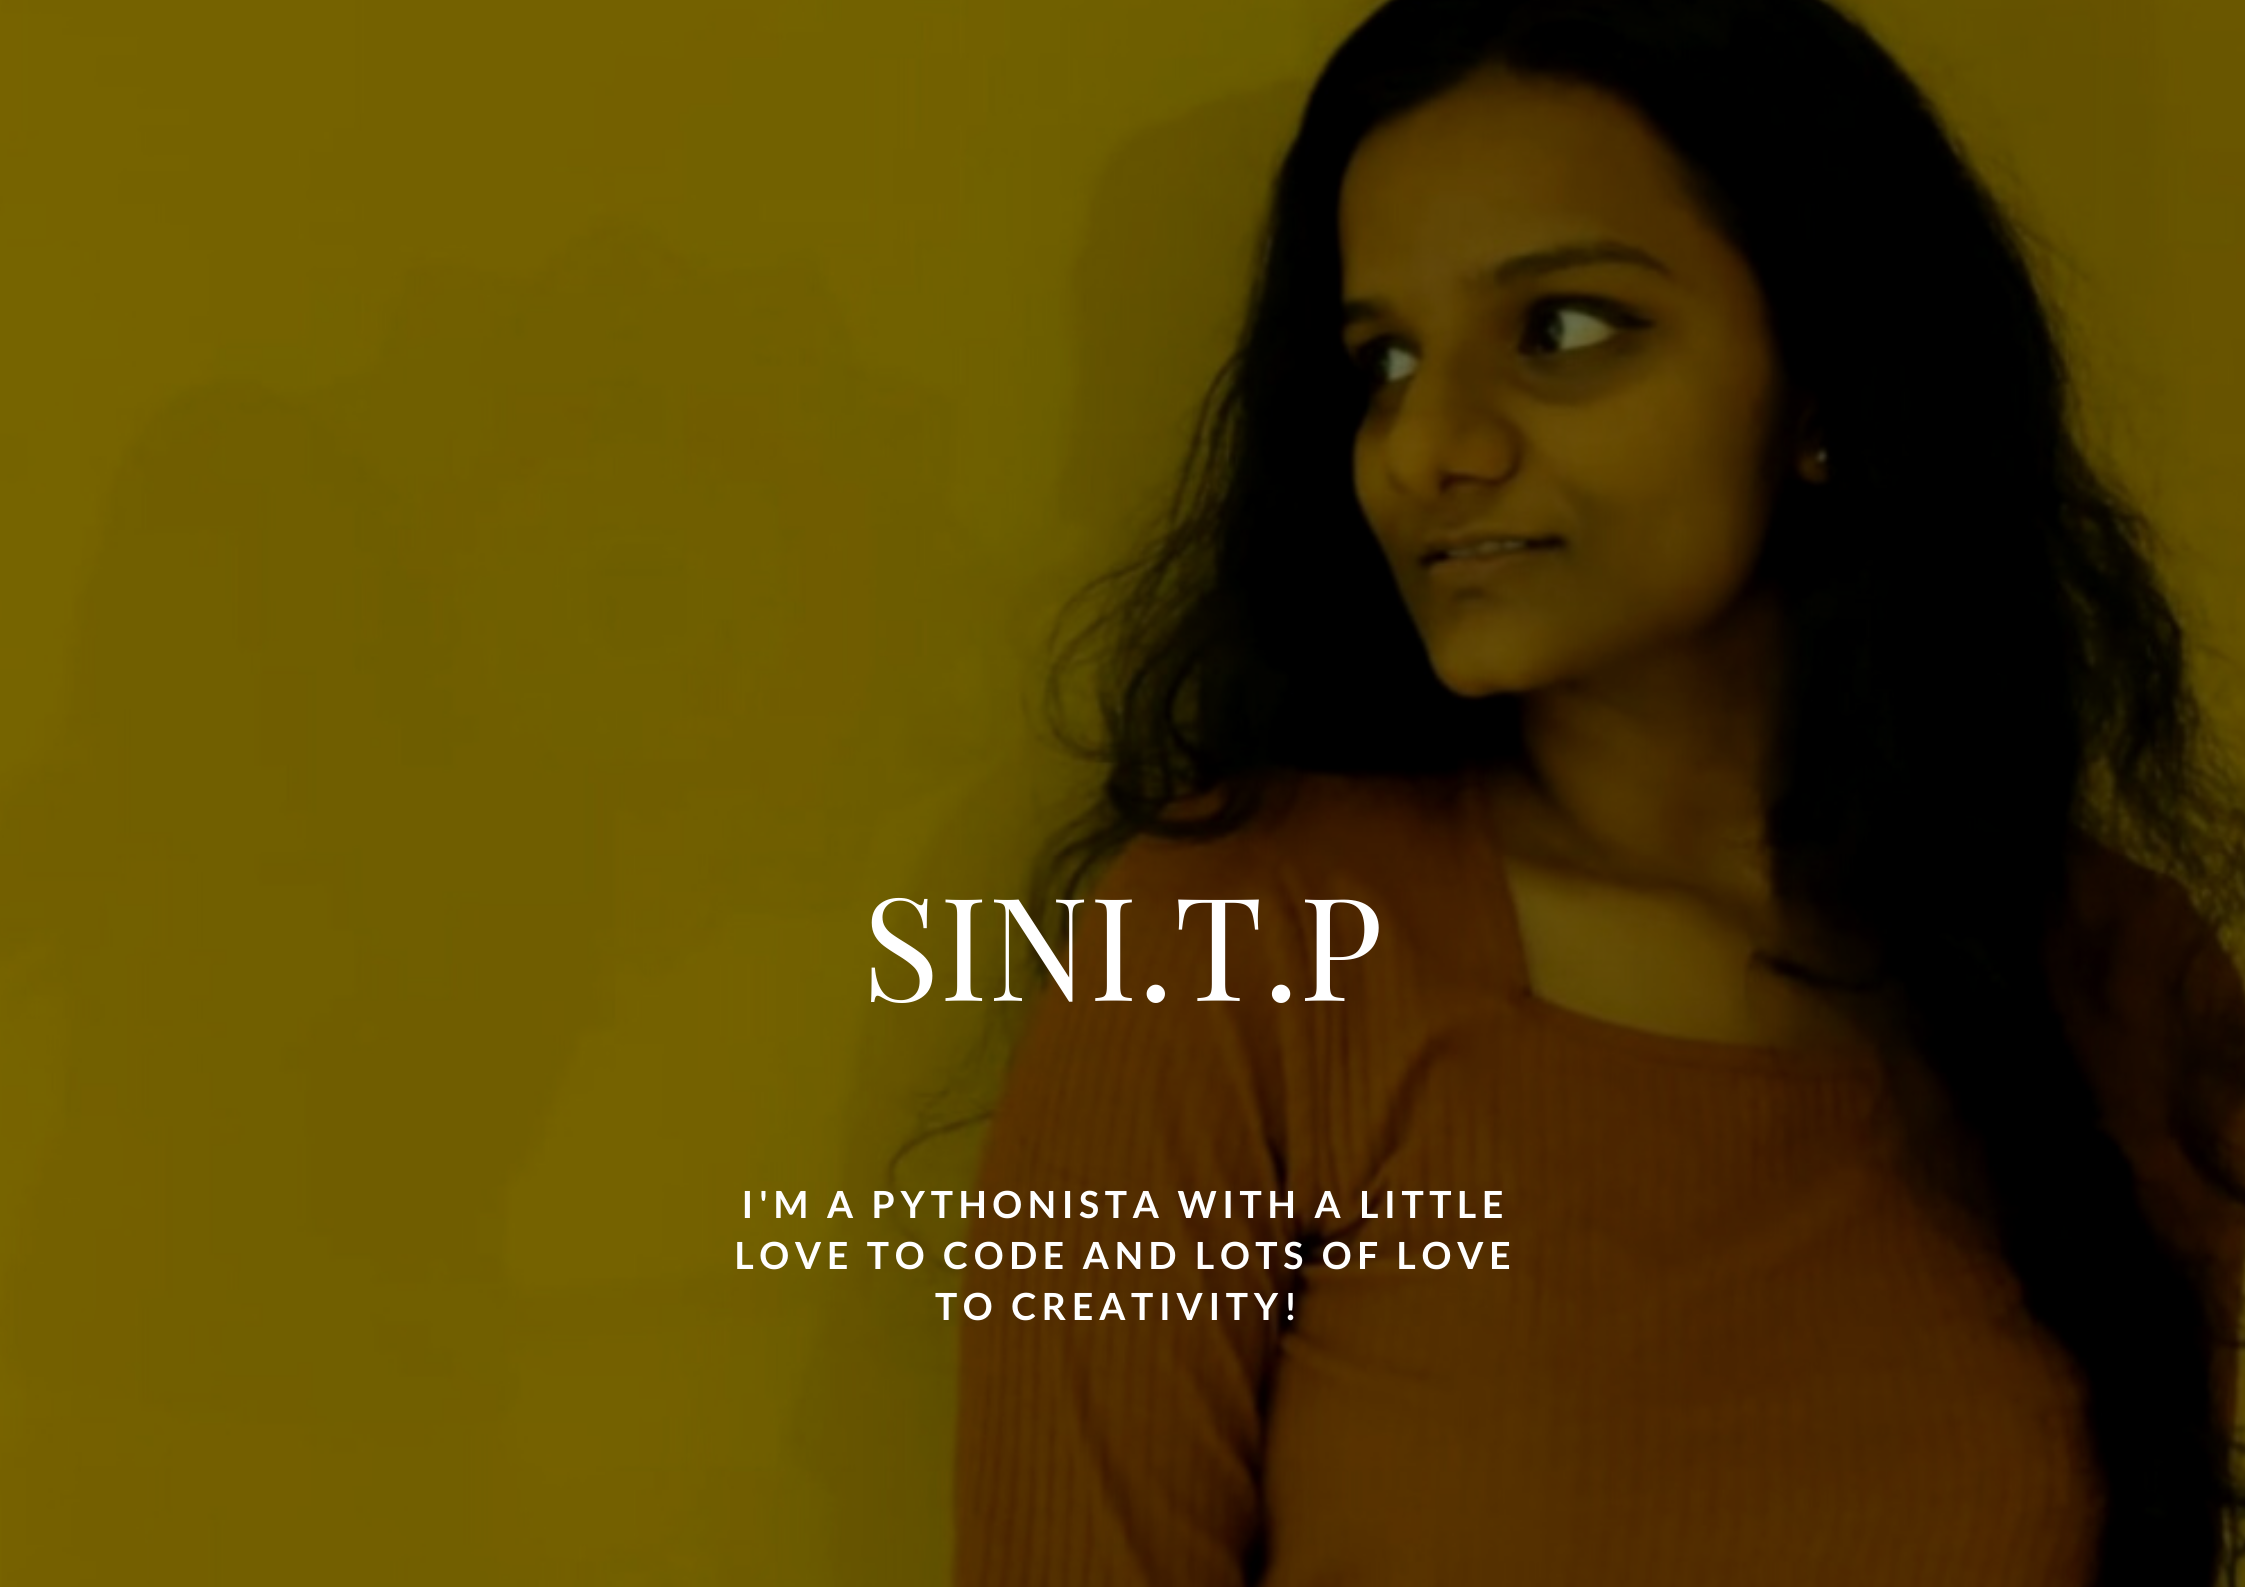 SINI.T.P
I'M A PYTHONISTA WITH A LITTLE
LOVE TO CODE AND LOTS OF LOVE
TO CREATIVITY!